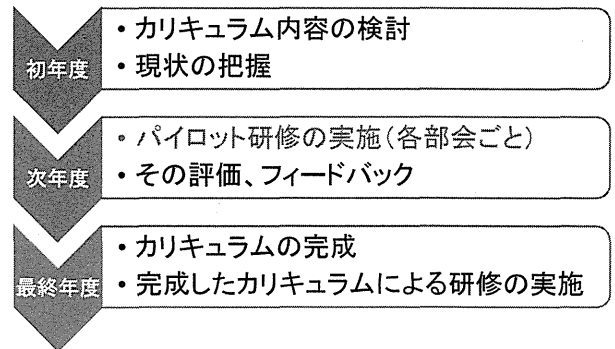 初年度
・カリキュラム内容の検討
・現状の把握
次年度
・パイロット研修の実施（各部会ごと）
・その評価、フィードバック
最終年度
・カリキュラムの完成
・完成したカリキュラムによる研修の実施